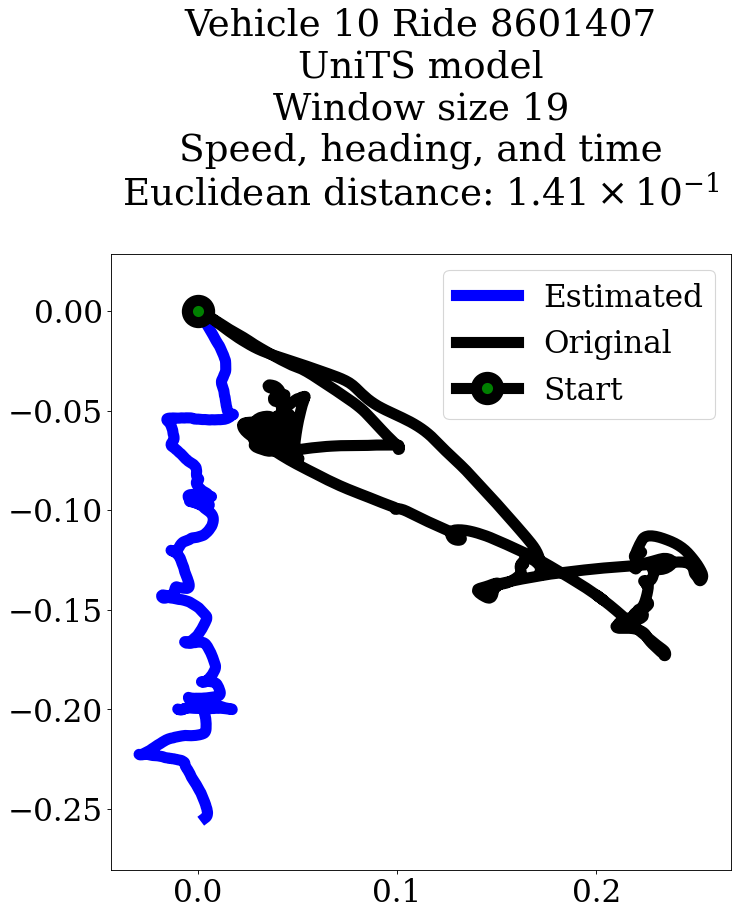 Vehicle 10 Ride 8601407
UniTS model
Window size 19
Speed, heading, and time
Euclidean distance: $1.41 \times 10^{-1}$
Estimated
Original
Start
0.00
−0.05
−0.10
−0.15
−0.20
−0.25
0.0 0.1 0.2